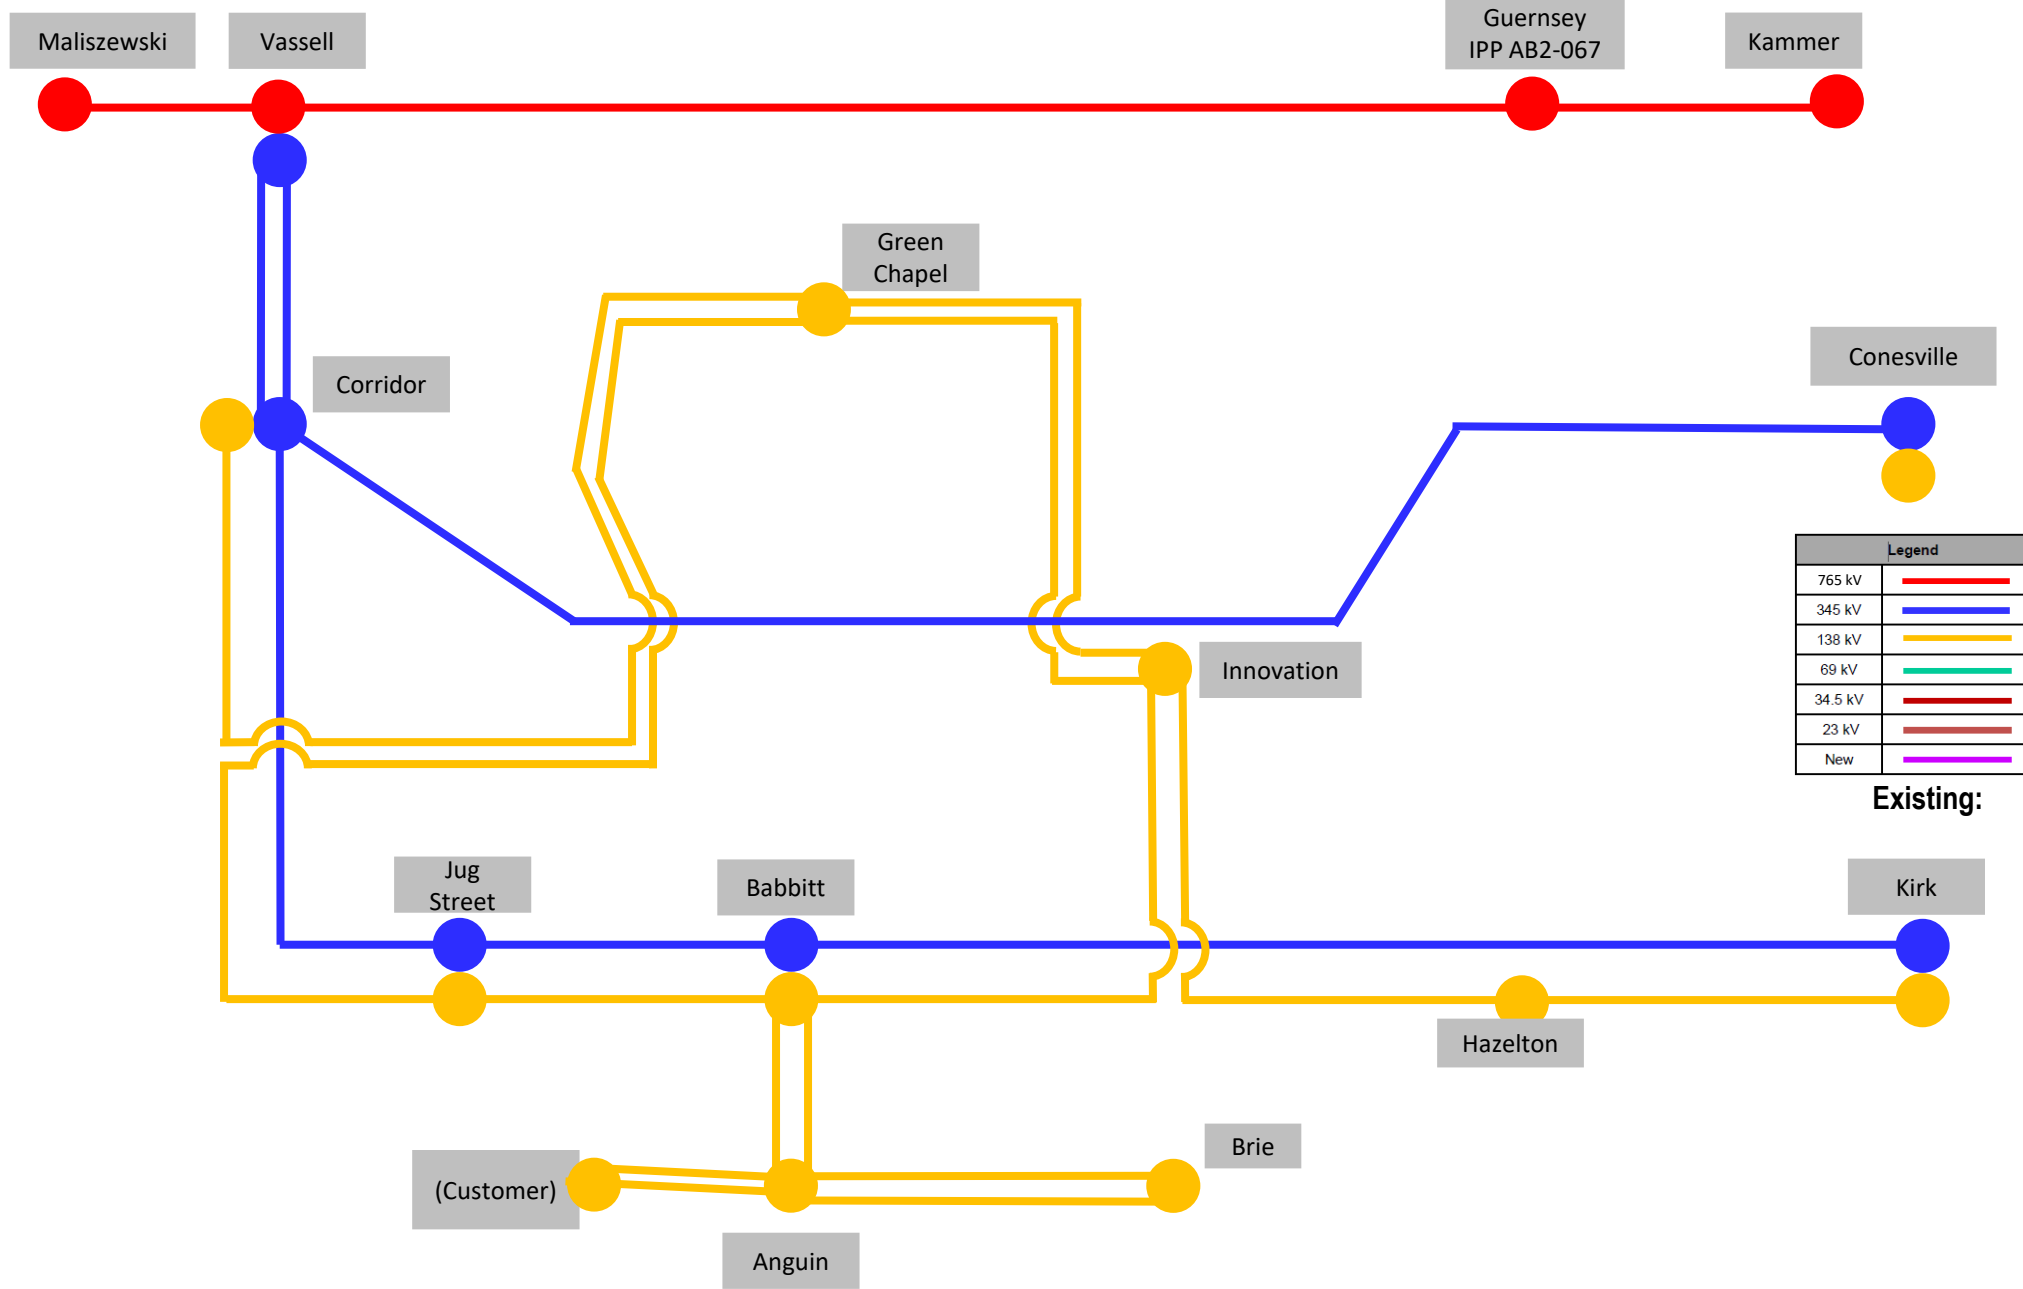 Maliszewski
Vassell
Guernsey
IPP AB2-067
Kammer
Green
Chapel
Corridor
Conesville
Legend
765 kV
345 kV
138 kV
69 kV
34.5 kV
23 kV
New
Existing:
Innovation
Jug
Street
Babbitt
Kirk
Hazelton
Brie
(Customer)
Anguin